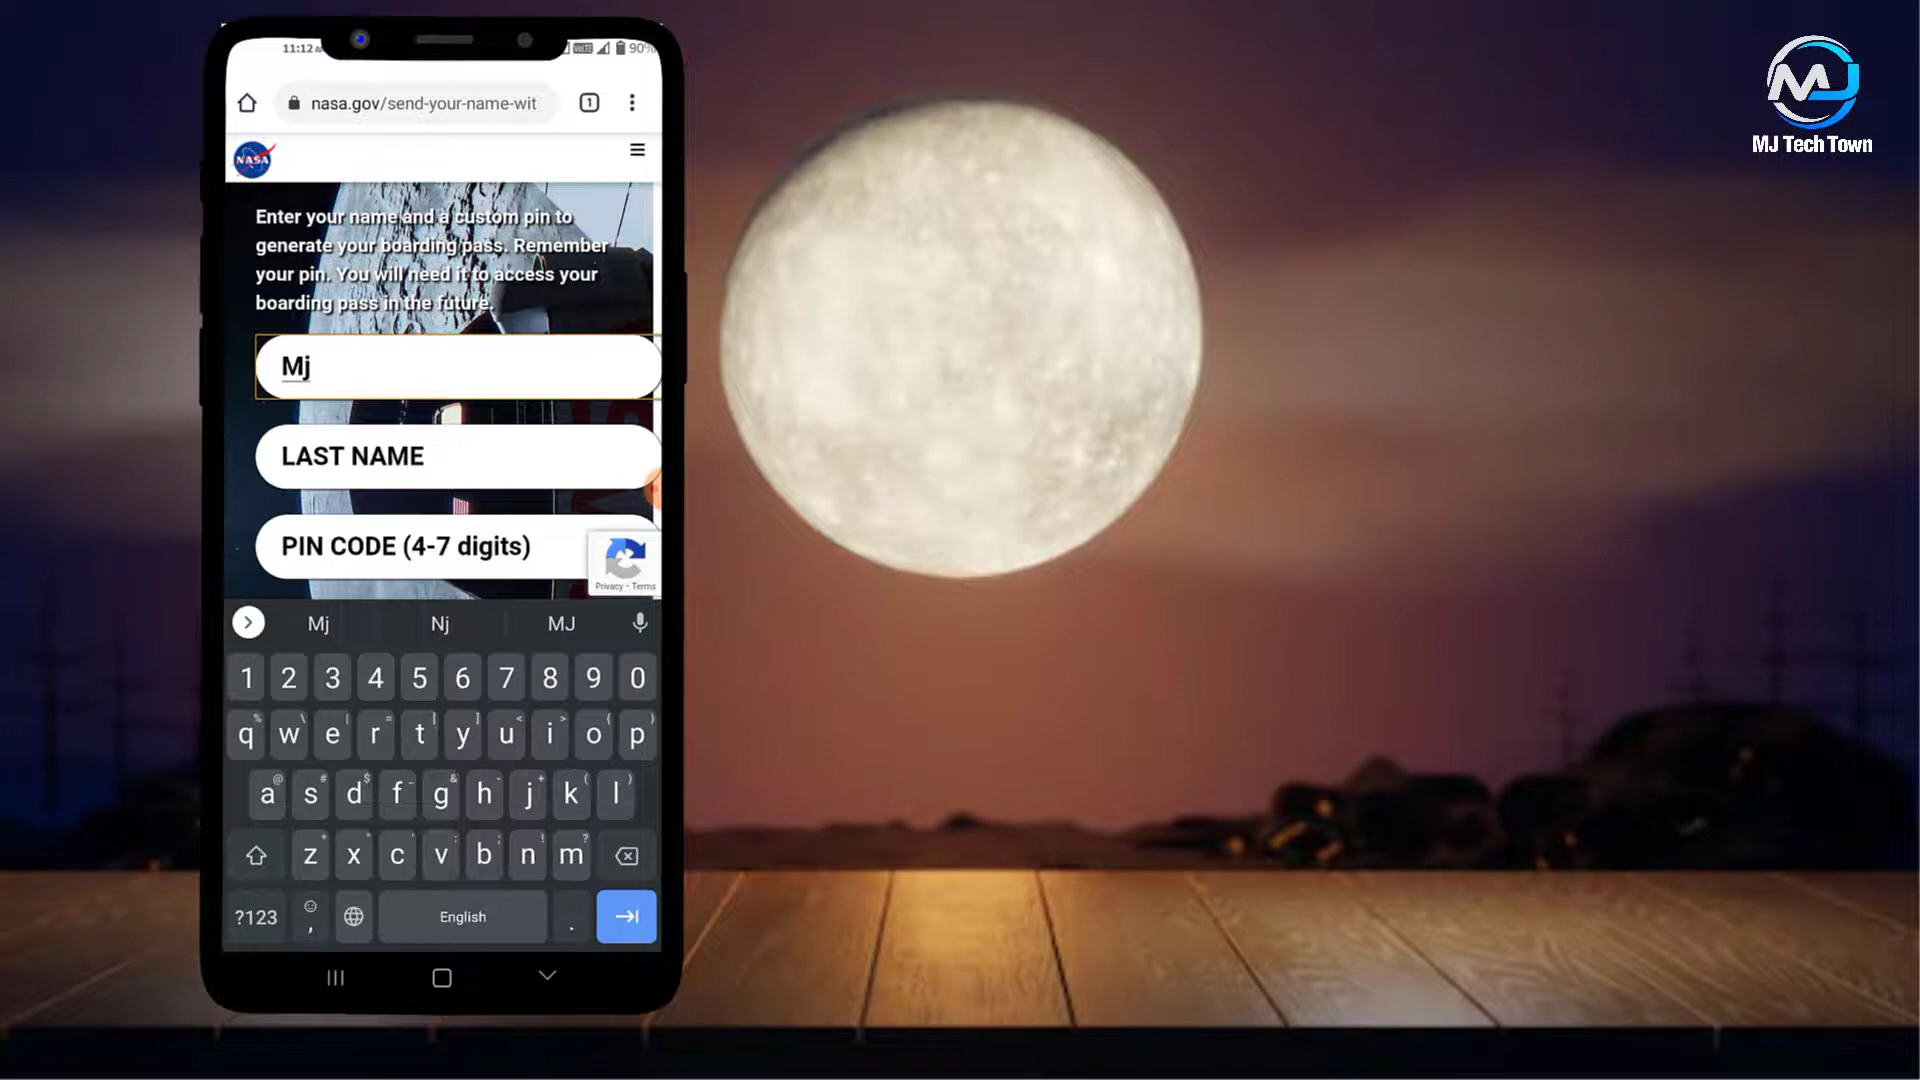 11:12
VoLTE
90%
nasa.gov/send-your-name-wit
1
NASA
Enter your name and a custom pin to
generate your boarding pass. Remember
your pin. You will need it to access your
boarding pass in the future.
Mj
LAST NAME
PIN CODE (4-7 digits)
Privacy - Terms
Mj Nj MJ
1 2 3 4 5 6 7 8 9 0
q w e r t y u i o p
a s d f g h j k l
z x c v b n m
?123 , English .
MJ
MJ Tech Town